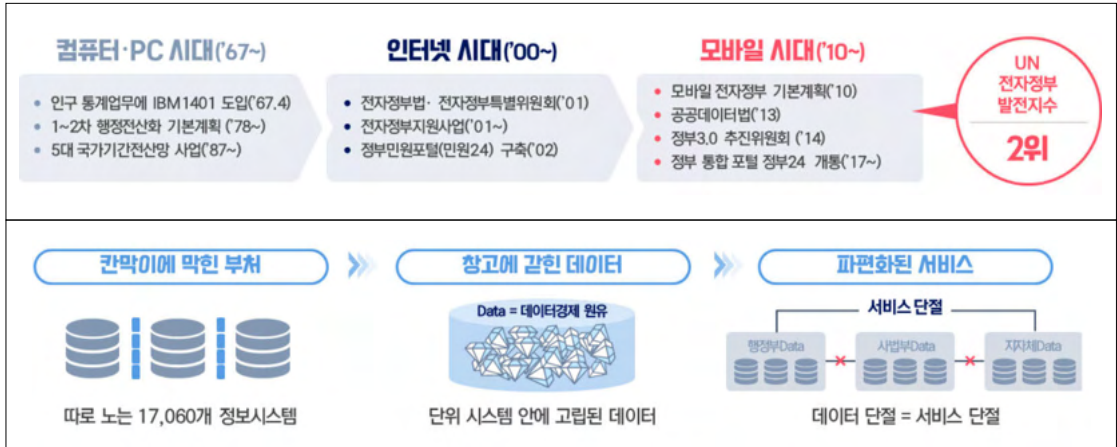 컴퓨터·PC 시대('67~)
• 인구 통계업무에 IBM1401 도입('67.4)
• 1~2차 행정전산화 기본계획 ('78~)
• 5대 국가기간전산망 사업('87~)
인터넷 시대('00~)
• 전자정부법· 전자정부특별위원회('01)
• 전자정부지원사업('01~)
• 정부민원포털(민원24) 구축('02)
모바일 시대('10~)
• 모바일 전자정부 기본계획('10)
• 공공데이터법('13)
• 정부3.0 추진위원회 ('14)
• 정부 통합 포털 정부24 개통('17~)
UN
전자정부
발전지수
2위
칸막이에 막힌 부처
따로 노는 17,060개 정보시스템
창고에 갇힌 데이터
Data = 데이터경제 원유
단위 시스템 안에 고립된 데이터
파편화된 서비스
서비스 단절
행정부Data
사법부Data
지자체Data
데이터 단절 = 서비스 단절